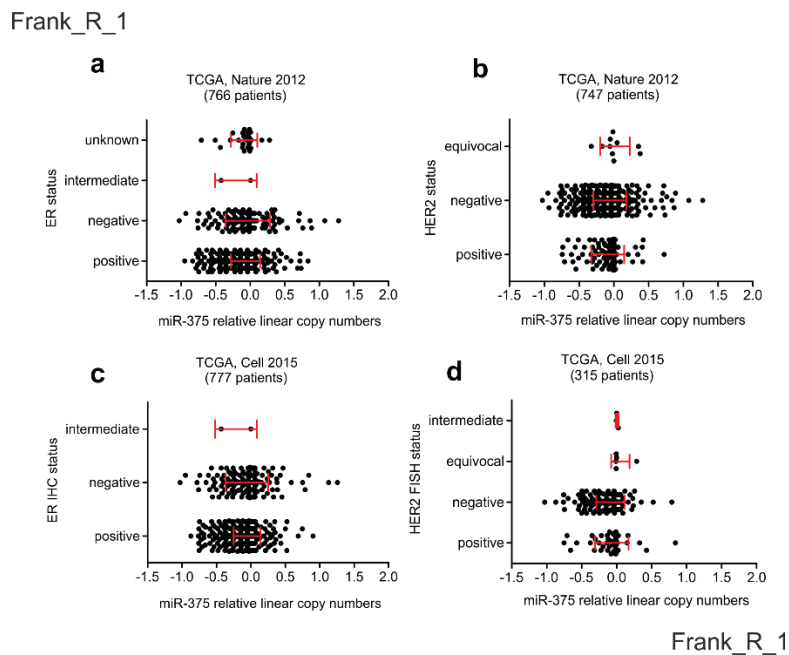 Frank_R_1
a
TCGA, Nature 2012
(766 patients)
ER status
unknown
intermediate
negative
positive
-1.5 -1.0 -0.5 0.0 0.5 1.0 1.5 2.0
miR-375 relative linear copy numbers
b
TCGA, Nature 2012
(747 patients)
HER2 status
equivocal
negative
positive
-1.5 -1.0 -0.5 0.0 0.5 1.0 1.5 2.0
miR-375 relative linear copy numbers
c
TCGA, Cell 2015
(777 patients)
ER IHC status
intermediate
negative
positive
-1.5 -1.0 -0.5 0.0 0.5 1.0 1.5 2.0
miR-375 relative linear copy numbers
d
TCGA, Cell 2015
(315 patients)
HER2 FISH status
intermediate
equivocal
negative
positive
-1.5 -1.0 -0.5 0.0 0.5 1.0 1.5 2.0
miR-375 relative linear copy numbers
Frank_R_1